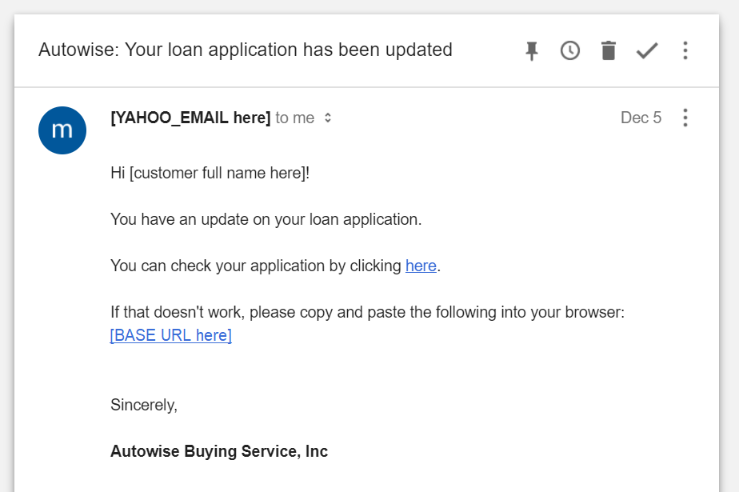 Autowise: Your loan application has been updated
m
[YAHOO_EMAIL here] to me
Dec 5
Hi [customer full name here]!
You have an update on your loan application.
You can check your application by clicking here.
If that doesn't work, please copy and paste the following into your browser:
[BASE URL here]
Sincerely,
Autowise Buying Service, Inc